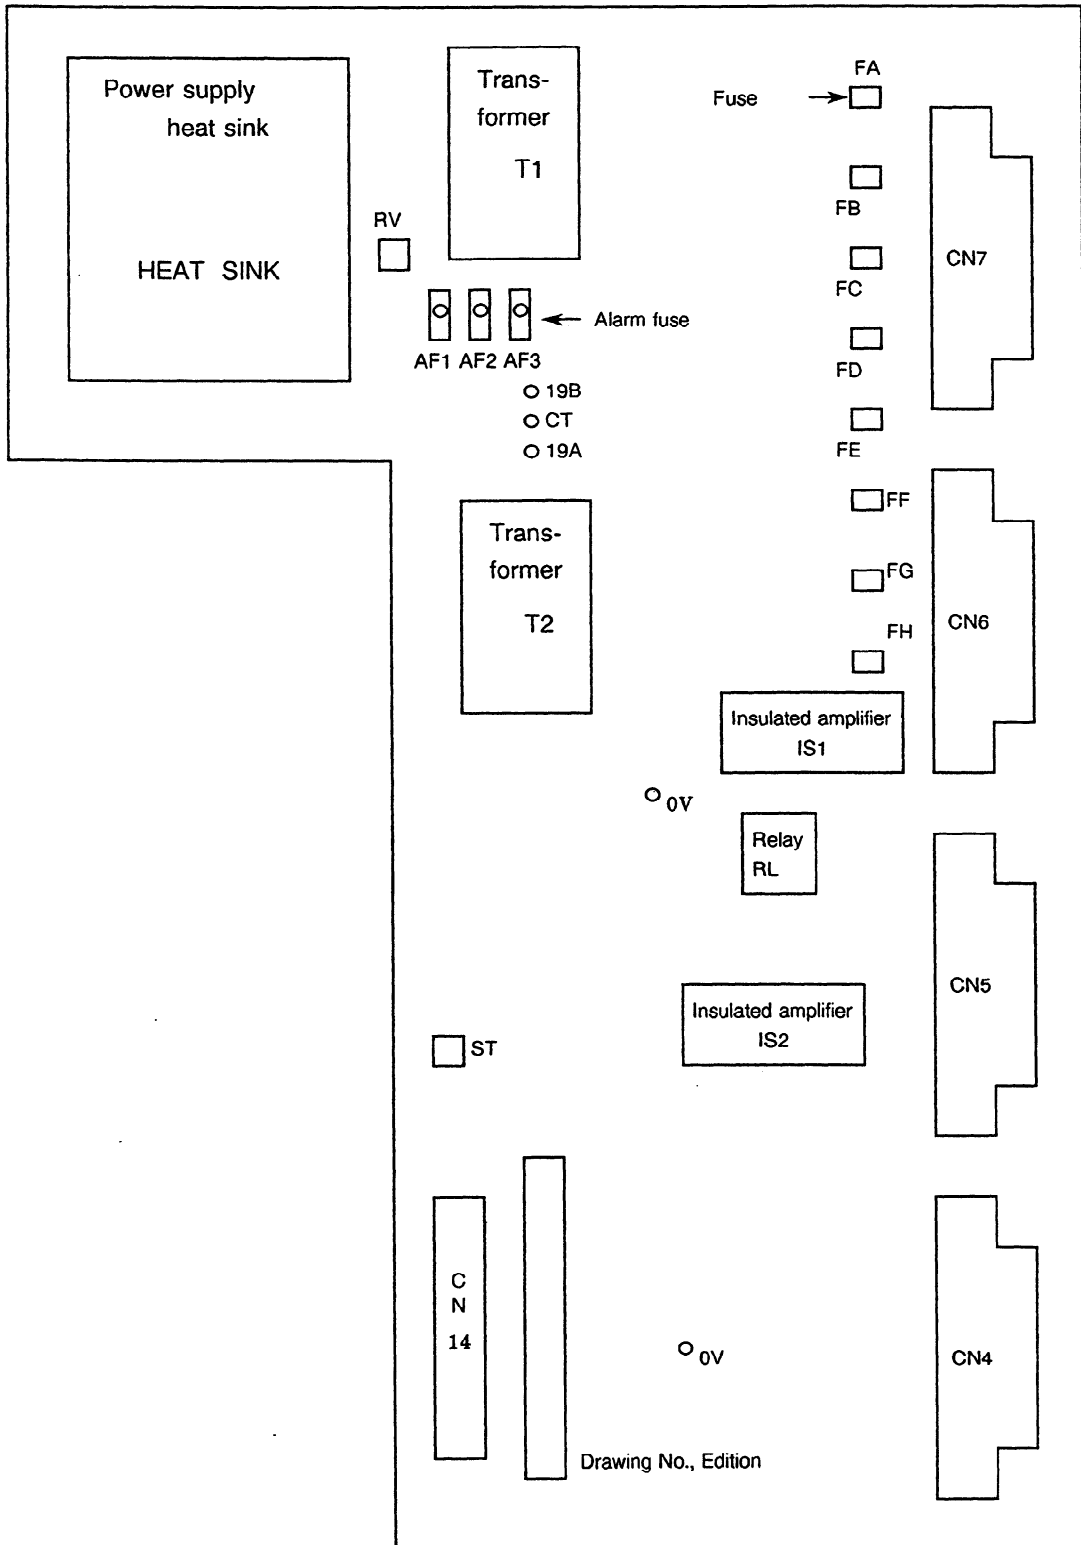 Power supply
heat sink
HEAT SINK
Trans-
former
T1
RV
AF1 AF2 AF3
Alarm fuse
19B
CT
19A
Fuse
FA
FB
FC
FD
FE
FF
FG
FH
CN7
Trans-
former
T2
CN6
Insulated amplifier
IS1
0V
Relay
RL
CN5
Insulated amplifier
IS2
ST
C
N
14
0V
CN4
Drawing No., Edition